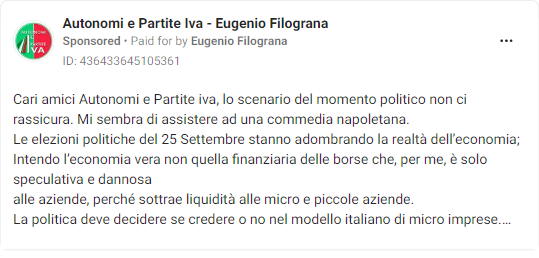 Autonomi e Partite Iva - Eugenio Filograna
Sponsored • Paid for by Eugenio Filograna
ID: 436433645105361
AUTONOMI
E
PARTITE
IVA
Cari amici Autonomi e Partite iva, lo scenario del momento politico non ci
rassicura. Mi sembra di assistere ad una commedia napoletana.
Le elezioni politiche del 25 Settembre stanno adombrando la realtà dell’economia;
Intendo l’economia vera non quella finanziaria delle borse che, per me, è solo
speculativa e dannosa
alle aziende, perché sottrae liquidità alle micro e piccole aziende.
La politica deve decidere se credere o no nel modello italiano di micro imprese....